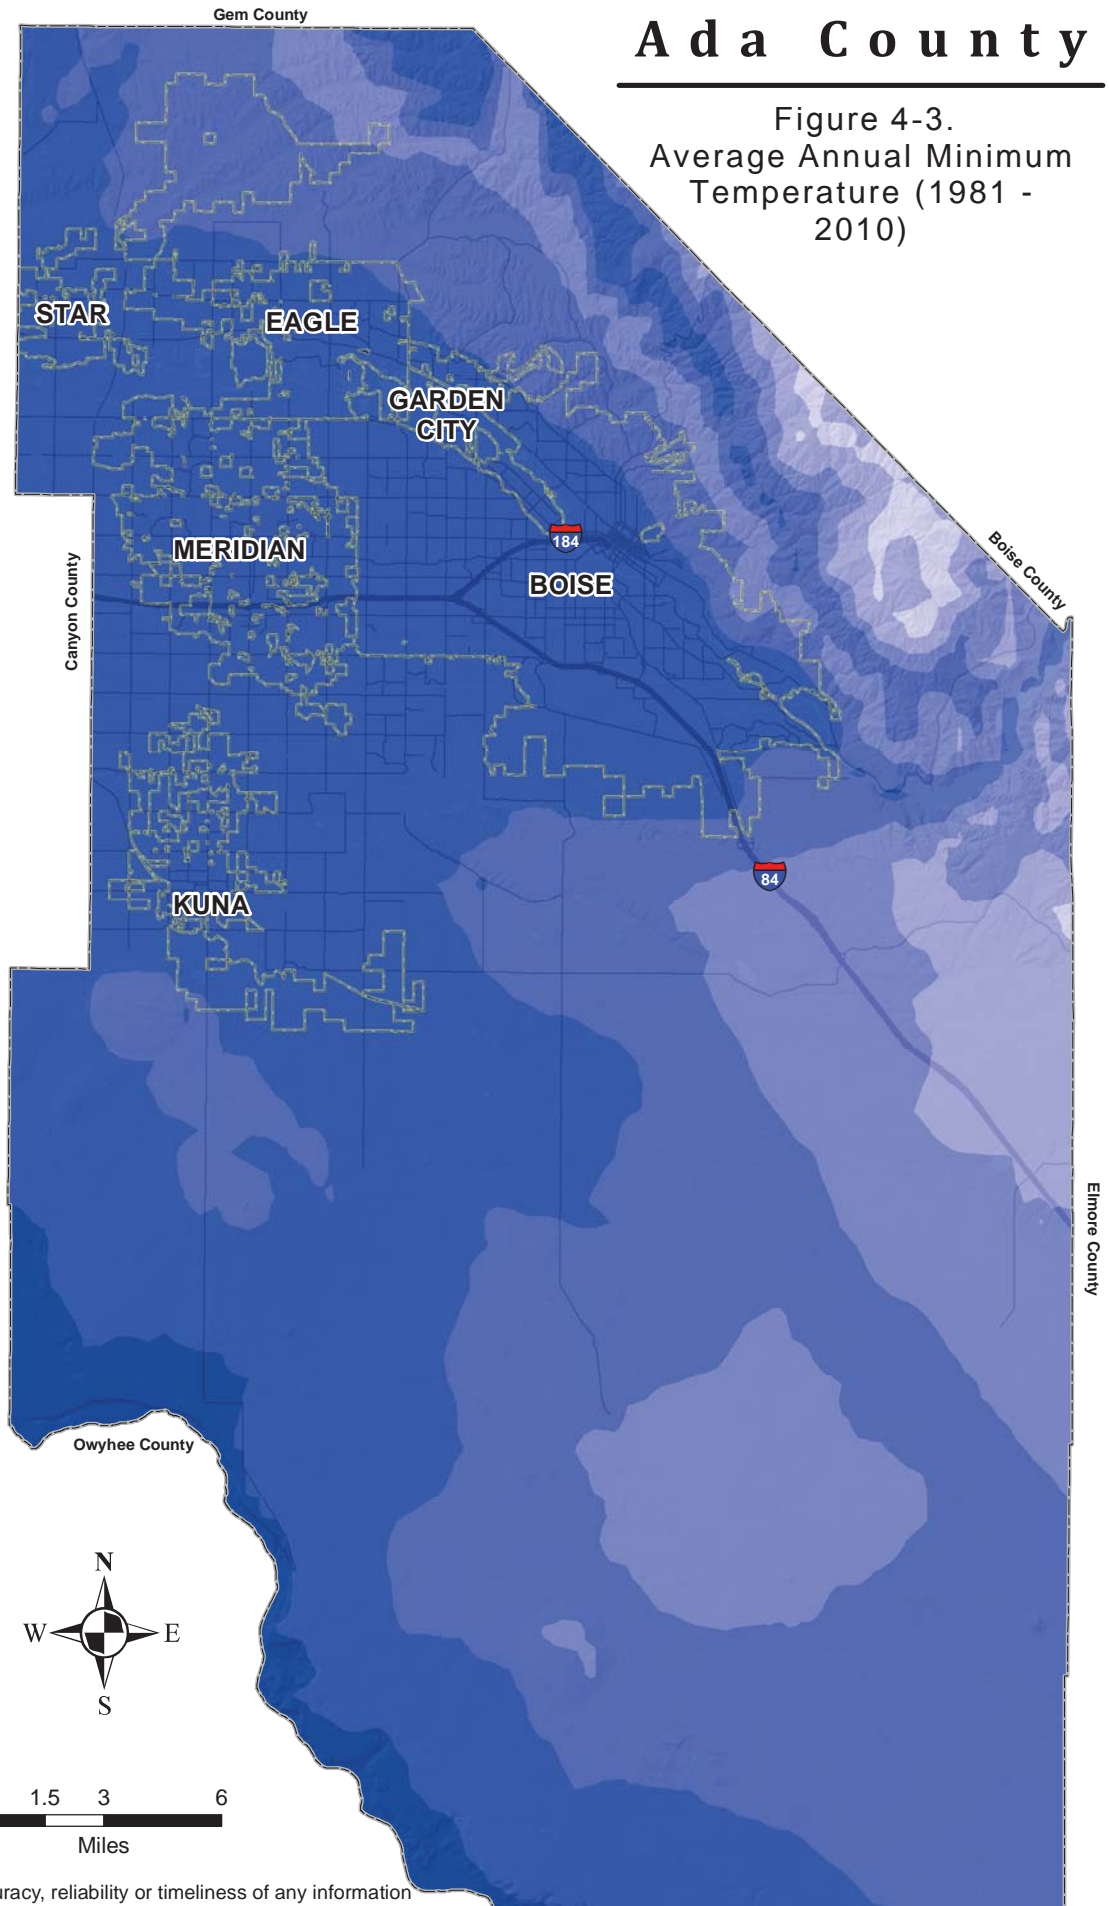 Gem County
Ada County
Figure 4-3.
Average Annual Minimum
Temperature (1981 -
2010)
STAR
EAGLE
GARDEN
CITY
184
MERIDIAN
BOISE
Boise County
Canyon County
84
KUNA
Elmore County
Owyhee County
N
W E
S
1.5 3 6
Miles
reliability or timeliness of any information